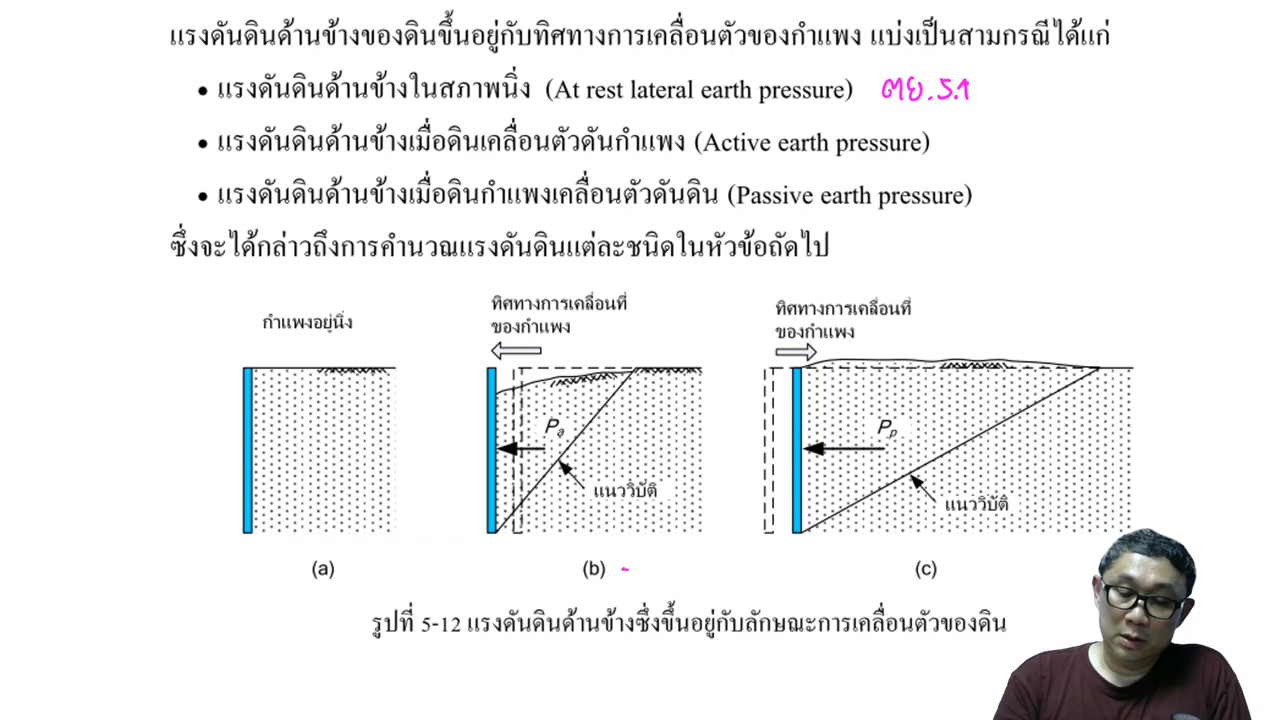 แรงดันดินด้านข้างของดินขึ้นอยู่กับทิศทางการเคลื่อนตัวของกำแพง แบ่งเป็นสามกรณีได้แก่
• แรงดันดินด้านข้างในสภาพนิ่ง (At rest lateral earth pressure) ตย. 5.1
• แรงดันดินด้านข้างเมื่อดินเคลื่อนตัวดันกำแพง (Active earth pressure)
• แรงดันดินด้านข้างเมื่อดินกำแพงเคลื่อนตัวดันดิน (Passive earth pressure)
ซึ่งจะได้กล่าวถึงการคำนวณแรงดันดินแต่ละชนิดในหัวข้อถัดไป
กำแพงอยู่นิ่ง
ทิศทางการเคลื่อนที่
ของกำแพง
ทิศทางการเคลื่อนที่
ของกำแพง
Pa
Pp
แนววิบัติ
แนววิบัติ
(a)
(b)
(c)
รูปที่ 5-12 แรงดันดินด้านข้างซึ่งขึ้นอยู่กับลักษณะการเคลื่อนตัวของดิน